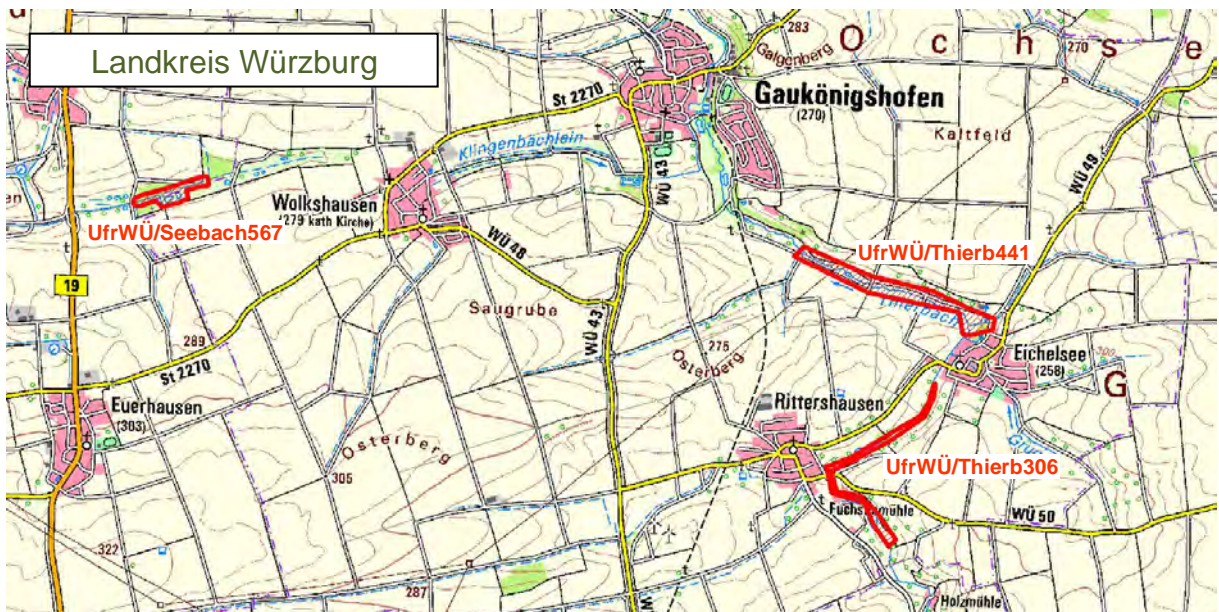 Landkreis Würzburg
283
Galgenberg
O c h s e
270
St 2270
Gaukönigshofen
(270)
Kaltfeld
Klingenbächlein
WÜ 43
WÜ 49
Wolkshausen
(279 kath Kirche)
UfrWÜ/Seebach567
UfrWÜ/Thierb441
WÜ 48
19
Saugrube
Thierbach
289
WÜ 43
275
Osterberg
Eichelsee
(258)
300
G
St 2270
Euerhausen
(303)
Rittershausen
Osterberg
305
UfrWÜ/Thierb306
Fuchsenmühle
WÜ 50
322
287
Holzmühle